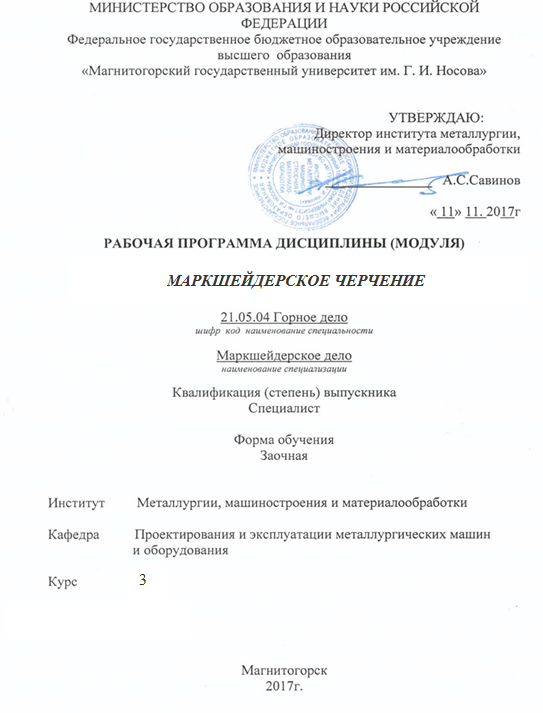 МИНИСТЕРСТВО ОБРАЗОВАНИЯ И НАУКИ РОССИЙСКОЙ
ФЕДЕРАЦИИ
Федеральное государственное бюджетное образовательное учреждение
высшего образования
«Магнитогорский государственный университет им. Г. И. Носова»
УТВЕРЖДАЮ:
Директор института металлургии,
машиностроения и материалообработки
А.С.Савинов
« 11» 11. 2017г
РАБОЧАЯ ПРОГРАММА ДИСЦИПЛИНЫ (МОДУЛЯ)
МАРКШЕЙДЕРСКОЕ ЧЕРЧЕНИЕ
21.05.04 Горное дело
шифр код наименование специальности
Маркшейдерское дело
наименование специализации
Квалификация (степень) выпускника
Специалист
Форма обучения
Заочная
Институт Металлургии, машиностроения и материалообработки
Кафедра Проектирования и эксплуатации металлургических машин
и оборудования
Курс 3
Магнитогорск
2017г.